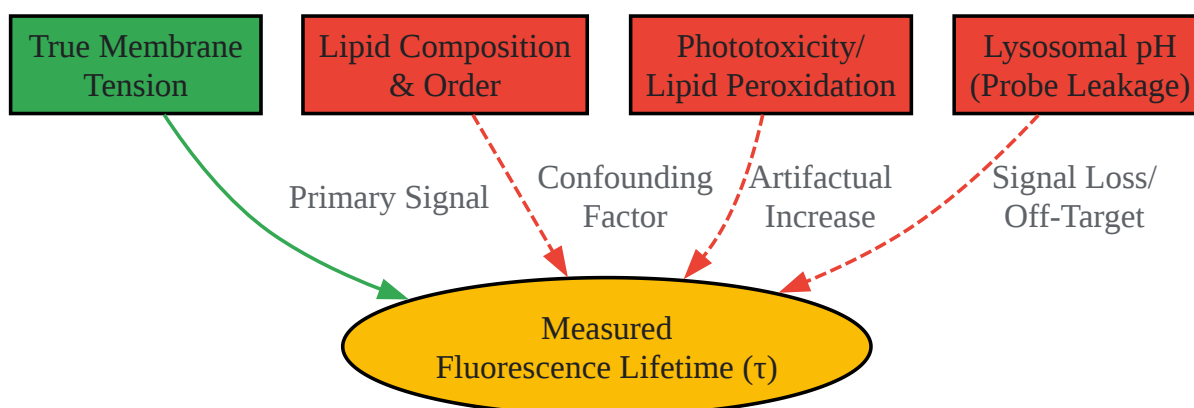 True Membrane
Tension
Lipid Composition
& Order
Phototoxicity/
Lipid Peroxidation
Lysosomal pH
(Probe Leakage)
Primary Signal
Confounding
Factor
Artifactual
Increase
Signal Loss/
Off-Target
Measured
Fluorescence Lifetime (τ)